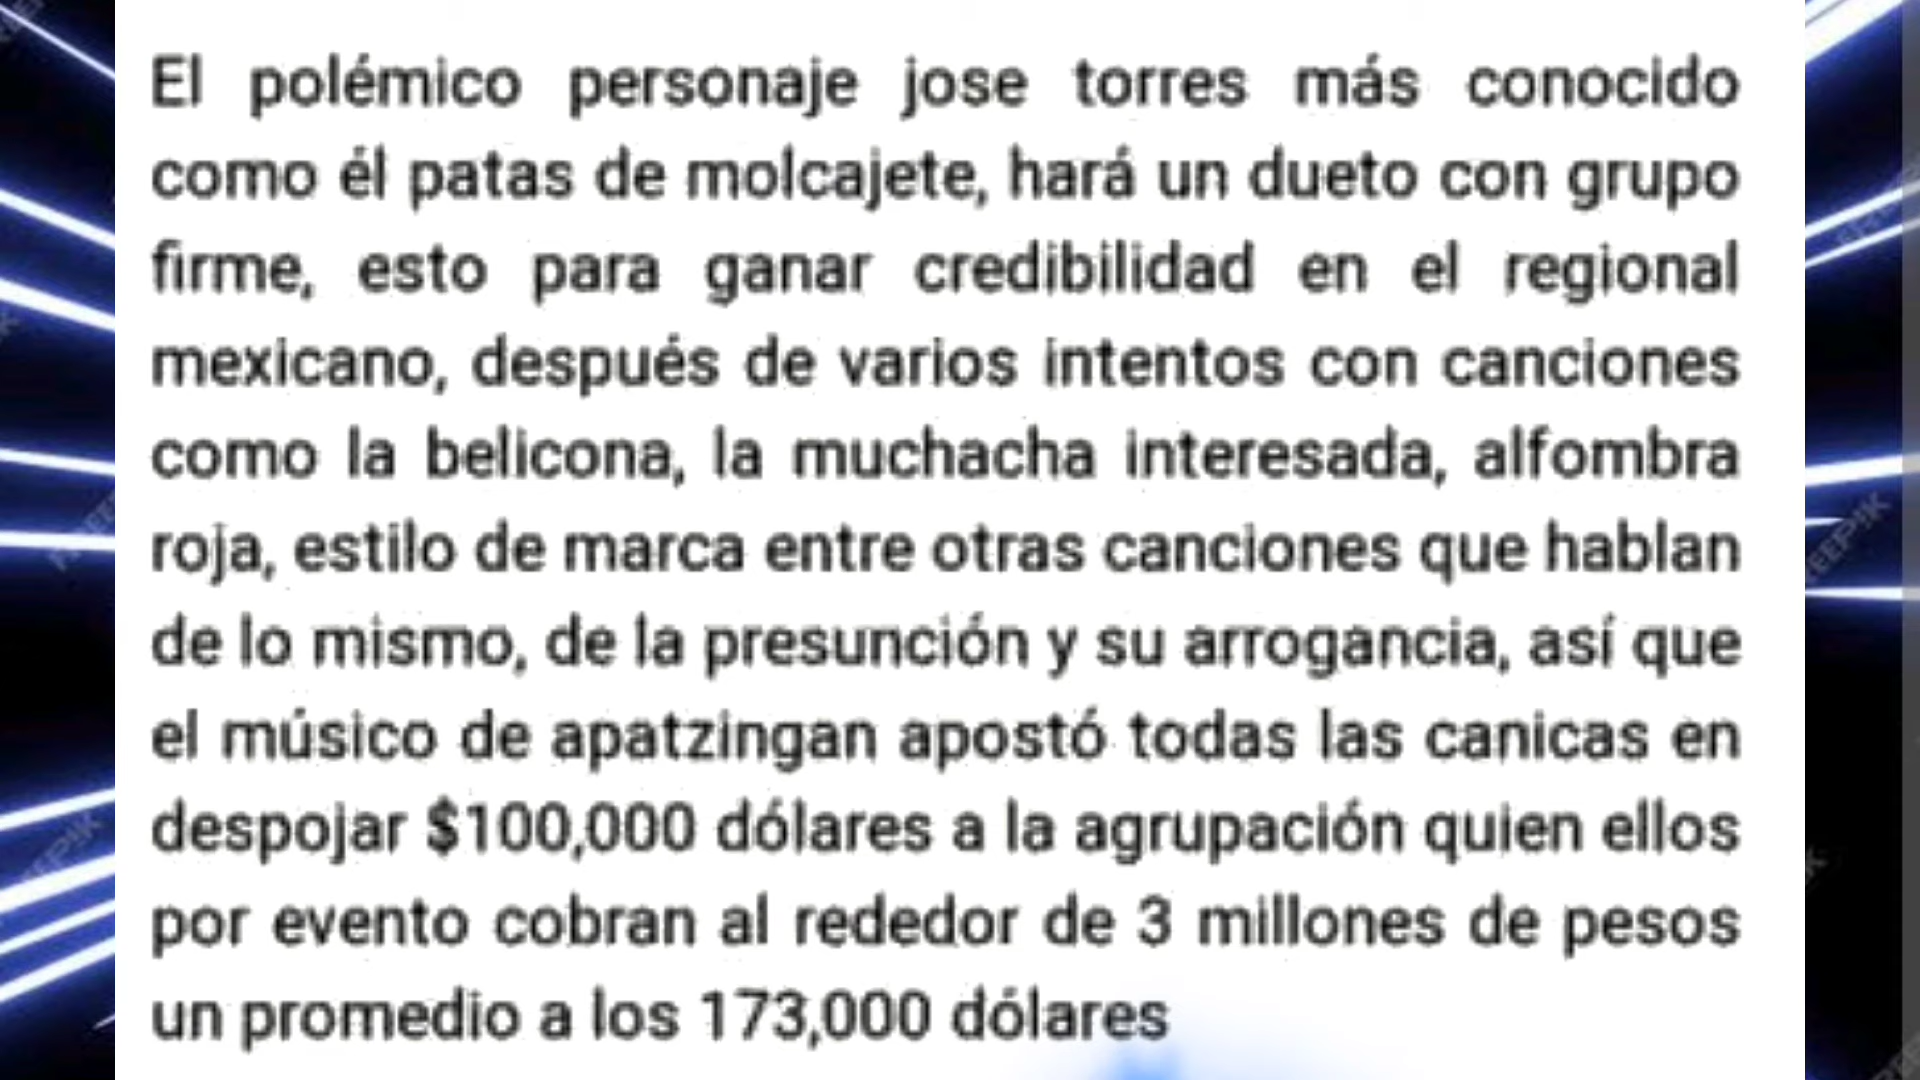 El polémico personaje jose torres más conocido
como él patas de molcajete, hará un dueto con grupo
firme, esto para ganar credibilidad en el regional
mexicano, después de varios intentos con canciones
como la belicona, la muchacha interesada, alfombra
roja, estilo de marca entre otras canciones que hablan
de lo mismo, de la presunción y su arrogancia, así que
el músico de apatzingan apostó todas las canicas en
despojar $100,000 dólares a la agrupación quien ellos
por evento cobran al rededor de 3 millones de pesos
un promedio a los 173,000 dólares